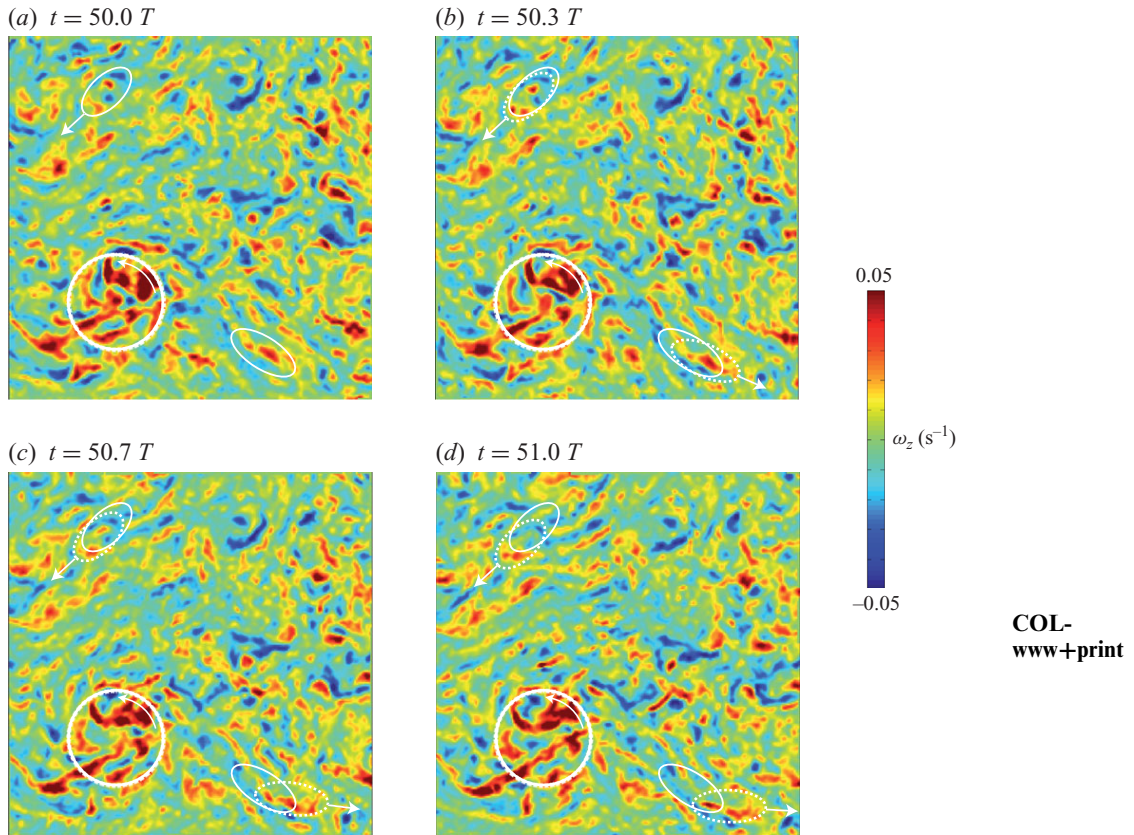 (a) t = 50.0 T
(b) t = 50.3 T
0.05
ω_z (s⁻¹)
−0.05
(c) t = 50.7 T
(d) t = 51.0 T
COL-
www+print